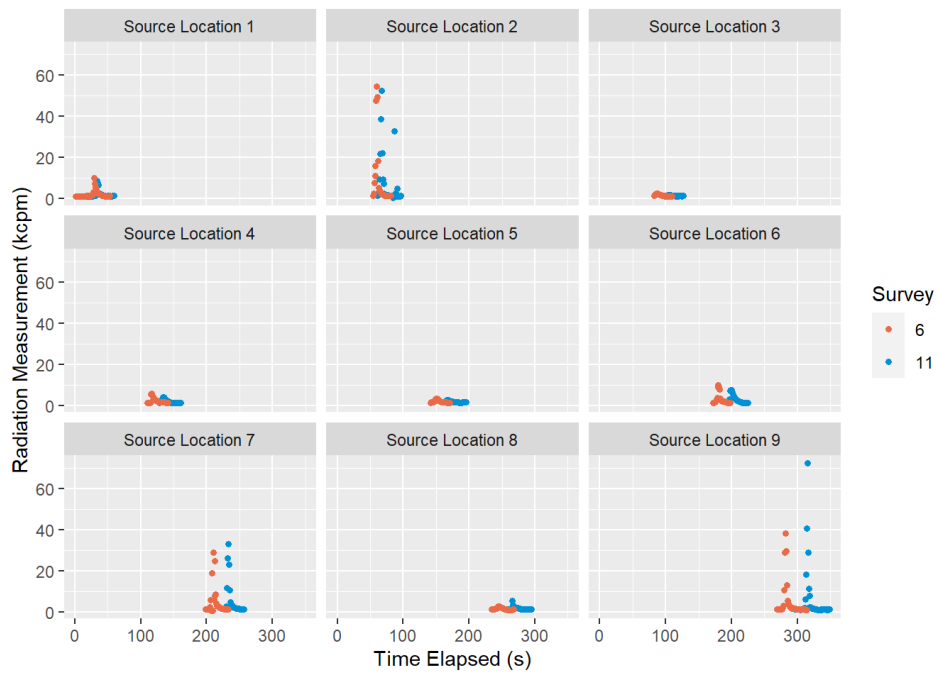 Source Location 1 Source Location 2 Source Location 3
60
40
20
0
Source Location 4 Source Location 5 Source Location 6
60
40
20
0
Source Location 7 Source Location 8 Source Location 9
60
40
20
0
0 100 200 300 0 100 200 300 0 100 200 300
Time Elapsed (s)
Radiation Measurement (kcpm)
Survey
6
11